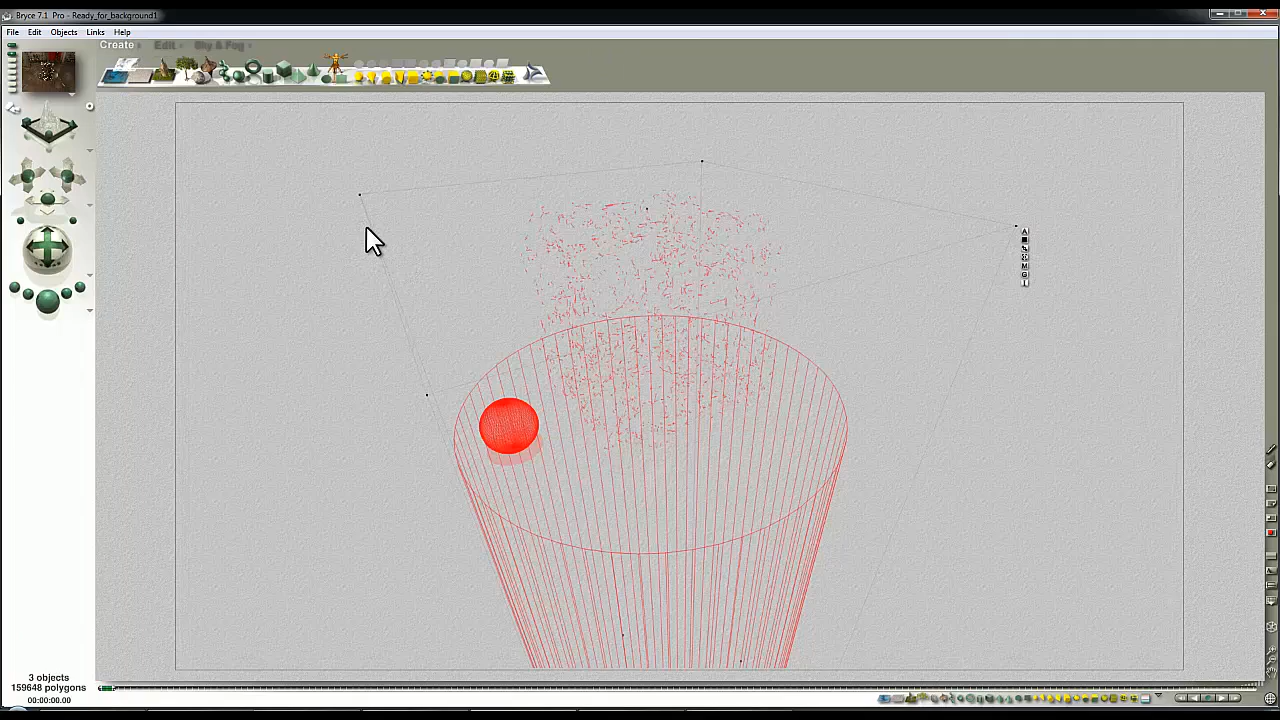 Bryce 7.1 Pro - Ready_for_background1
File Edit Objects Links Help
Create Edit Sky & Fog
A
M
G
3 objects
159648 polygons
00:00:00.00